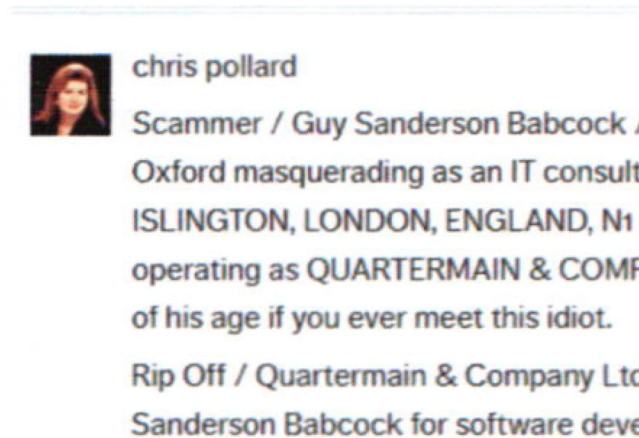 chris pollard
Scammer / Guy Sanderson Babcock /
Oxford masquerading as an IT consult
ISLINGTON, LONDON, ENGLAND, N1
operating as QUARTERMAIN & COMP
of his age if you ever meet this idiot.
Rip Off / Quartermain & Company Ltd
Sanderson Babcock for software deve